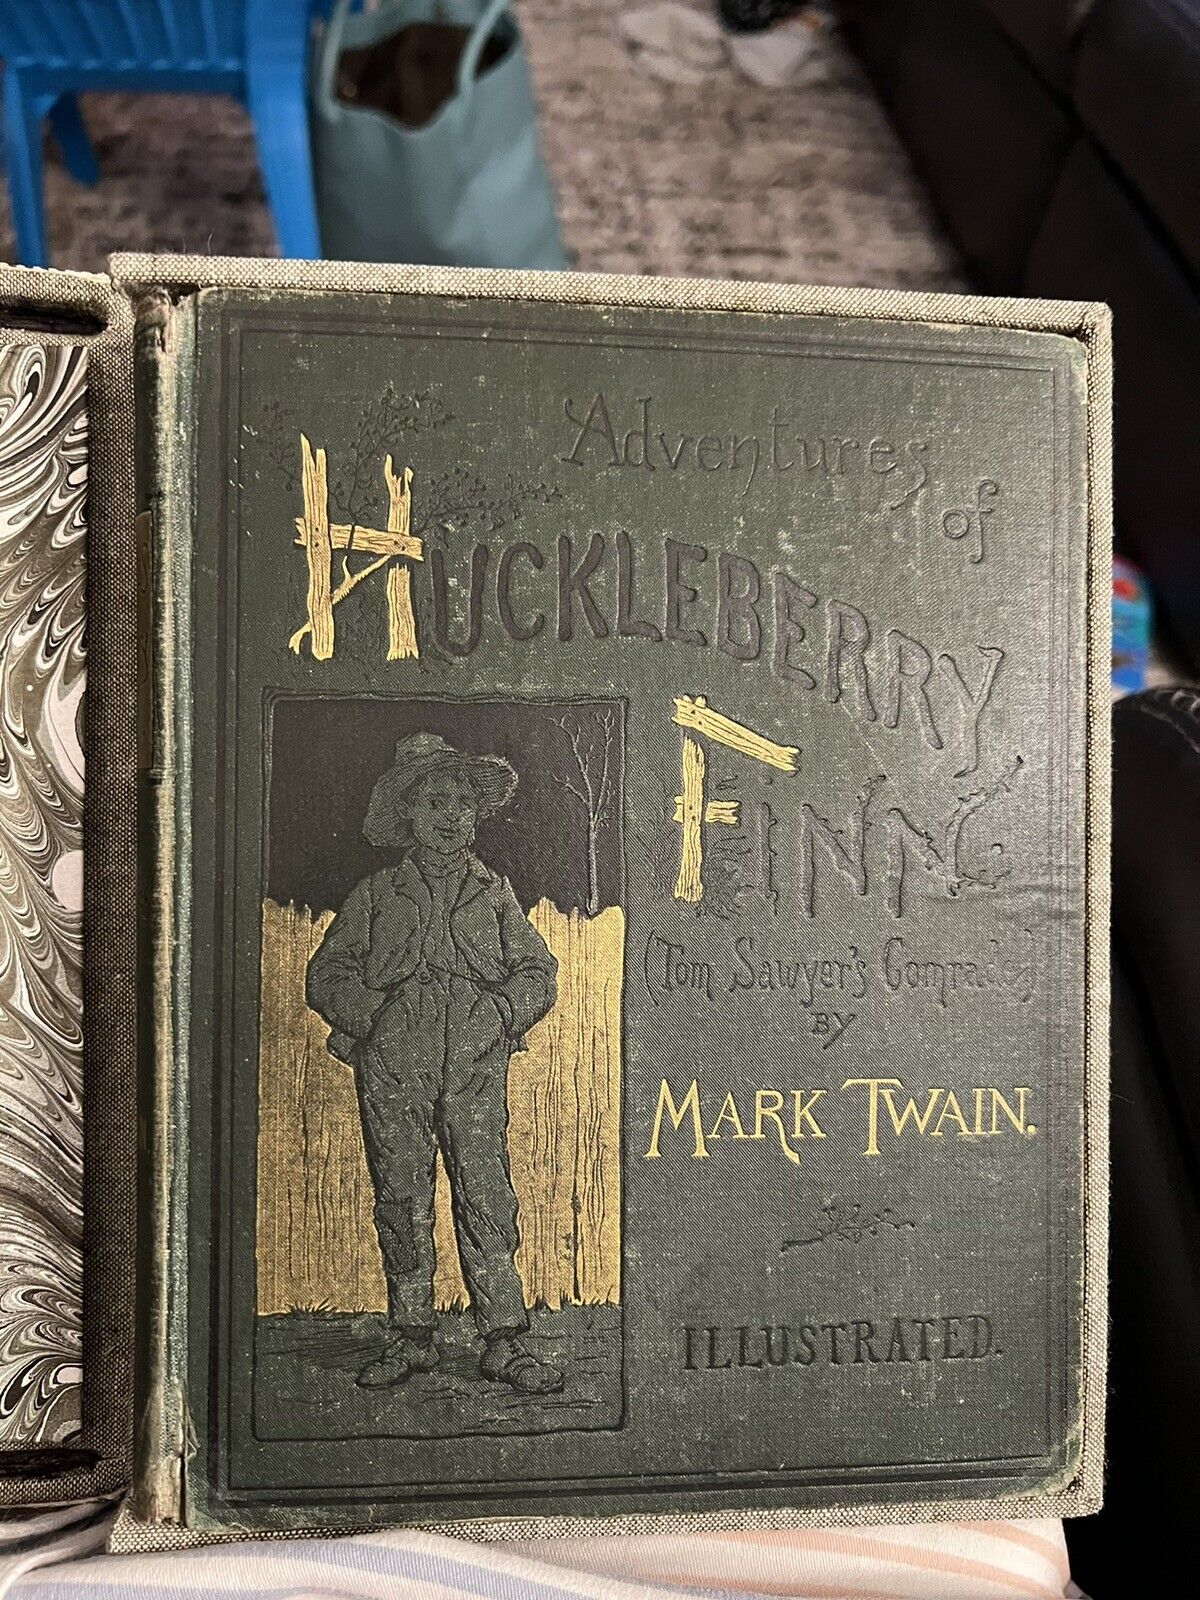 Adventures
of
HUCKLEBERRY
FINN
(Tom Sawyer's Comrade)
BY
MARK TWAIN.
ILLUSTRATED.